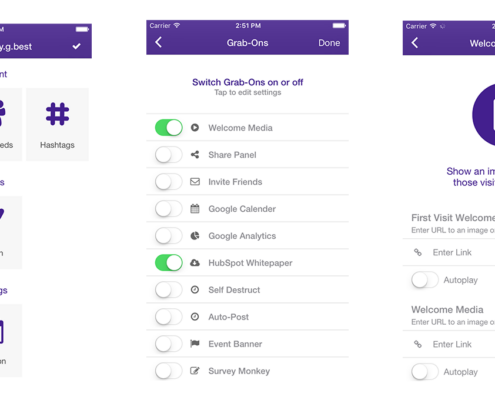 M
y.g.best
nt
eds
Hashtags
s
n
gs
on
Carrier
2:51 PM
Grab-Ons
Done
Switch Grab-Ons on or off
Tap to edit settings
Welcome Media
Share Panel
Invite Friends
Google Calender
Google Analytics
HubSpot Whitepaper
Self Destruct
Auto-Post
Event Banner
Survey Monkey
Carrier
2
Welco
Show an im
those visi
First Visit Welcome
Enter URL to an image o
Enter Link
Autoplay
Welcome Media
Enter URL to an image o
Enter Link
Autoplay